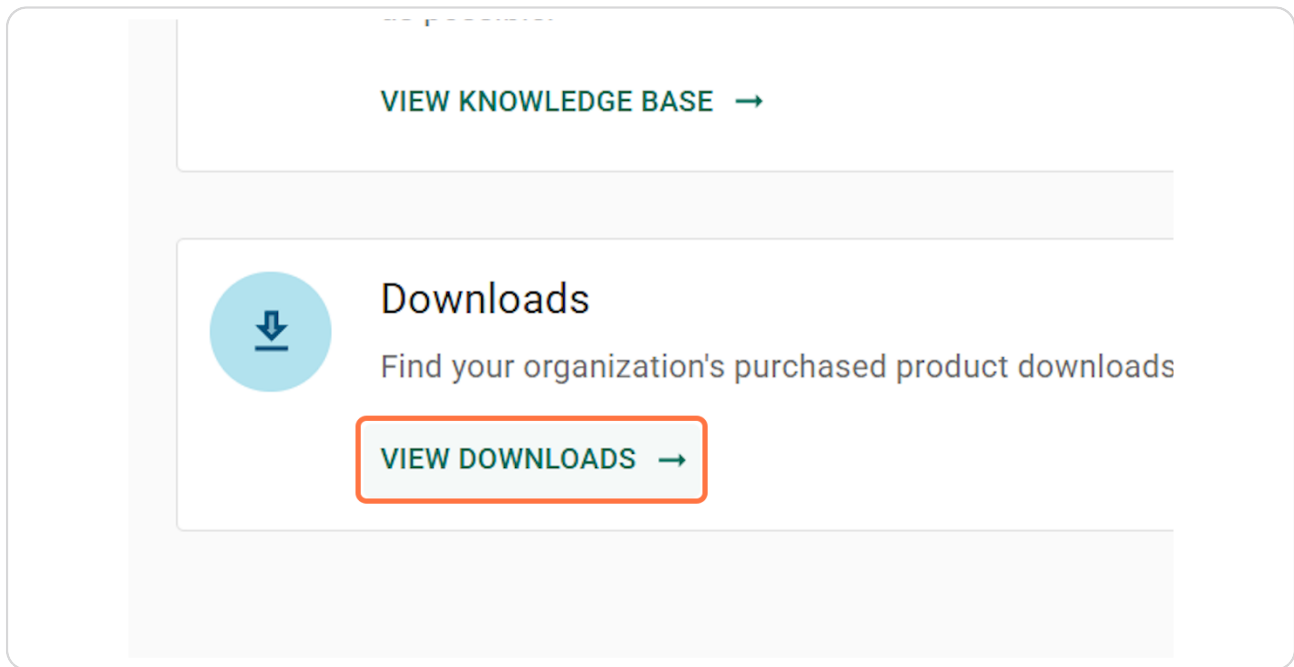 VIEW KNOWLEDGE BASE →
Downloads
Find your organization's purchased product downloads
VIEW DOWNLOADS →